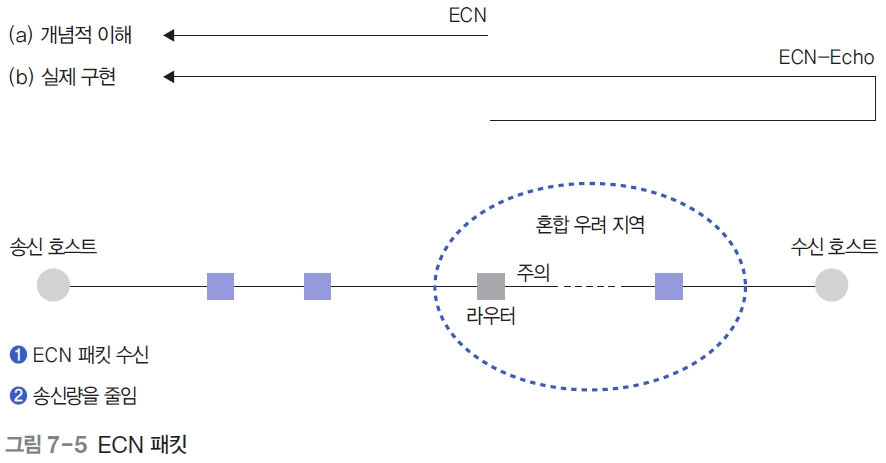 ECN
(a) 개념적 이해
ECN-Echo
(b) 실제 구현
혼합 우려 지역
송신 호스트
수신 호스트
주의
라우터
❶ ECN 패킷 수신
❷ 송신량을 줄임
그림 7-5 ECN 패킷